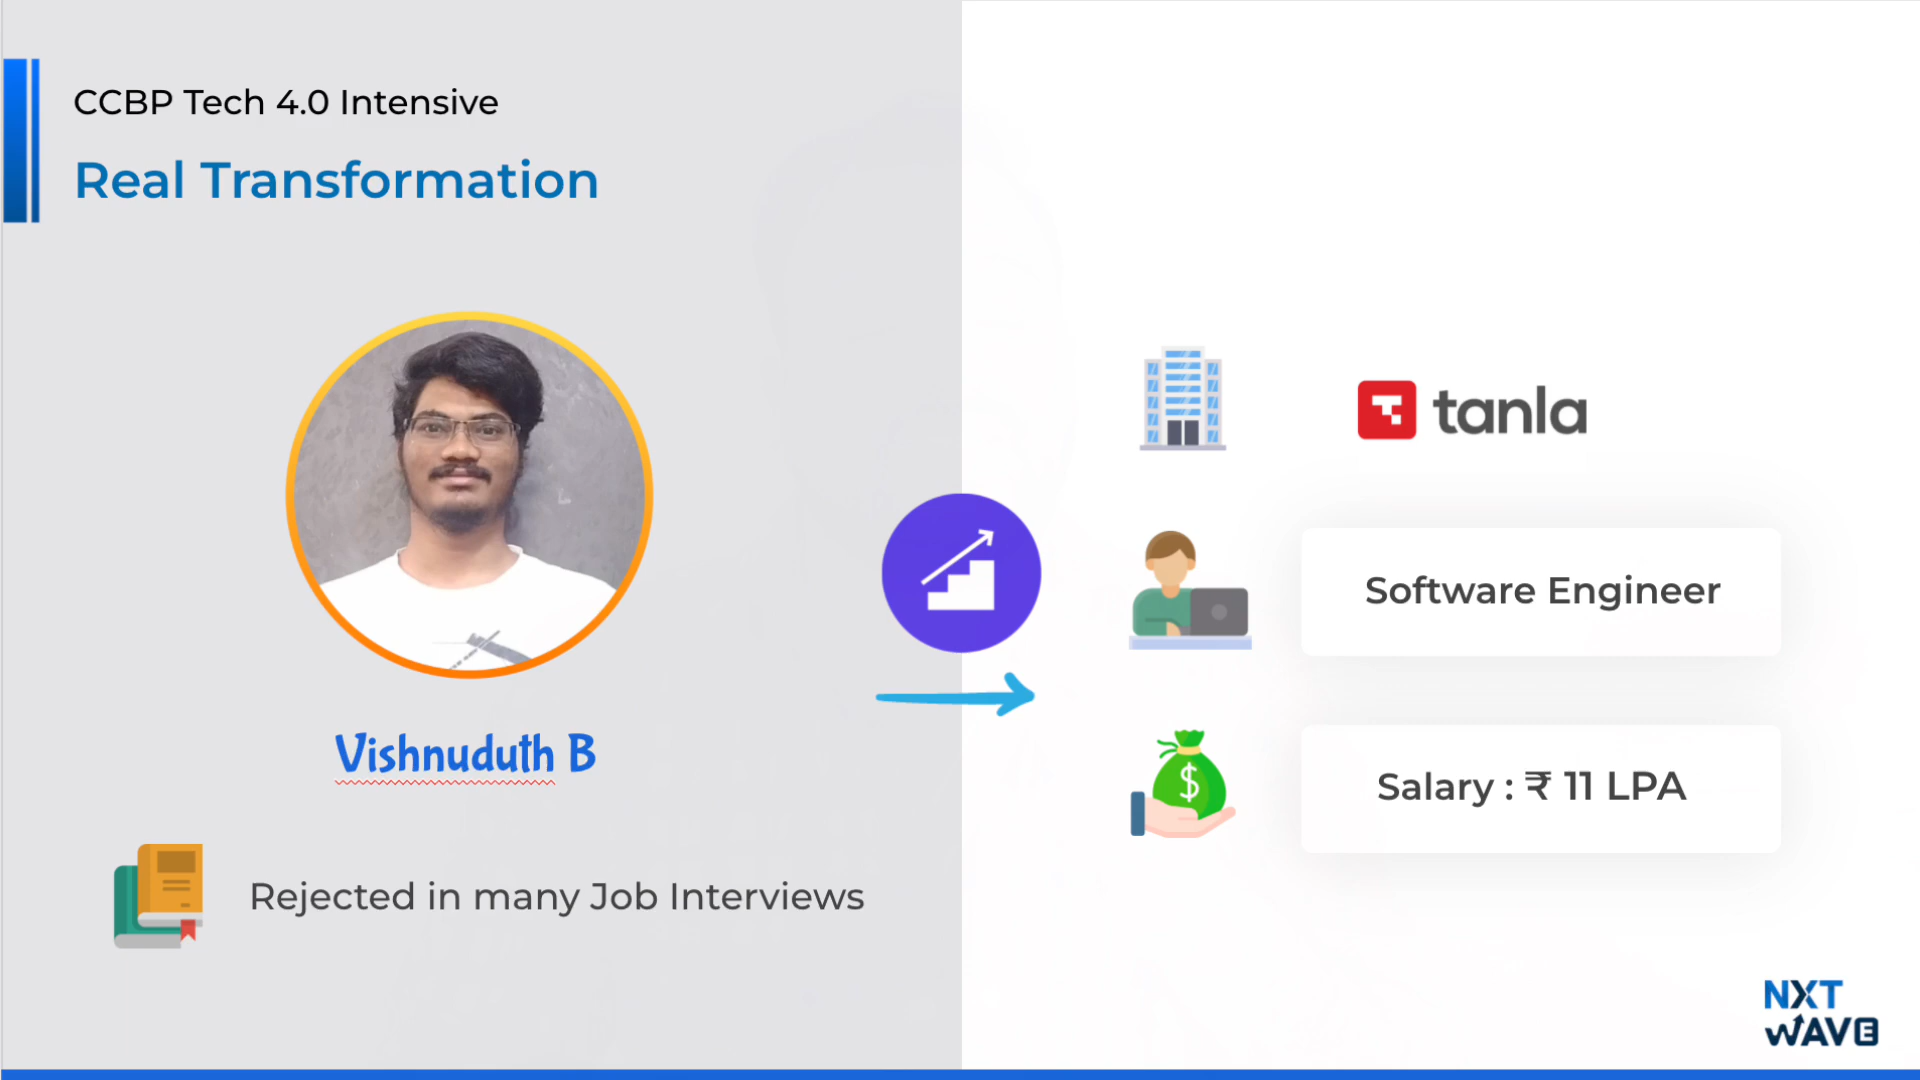 CCBP Tech 4.0 Intensive
Real Transformation
Vishnuduth B
Rejected in many Job Interviews
tanla
Software Engineer
Salary : ₹ 11 LPA
NXT
WAVE